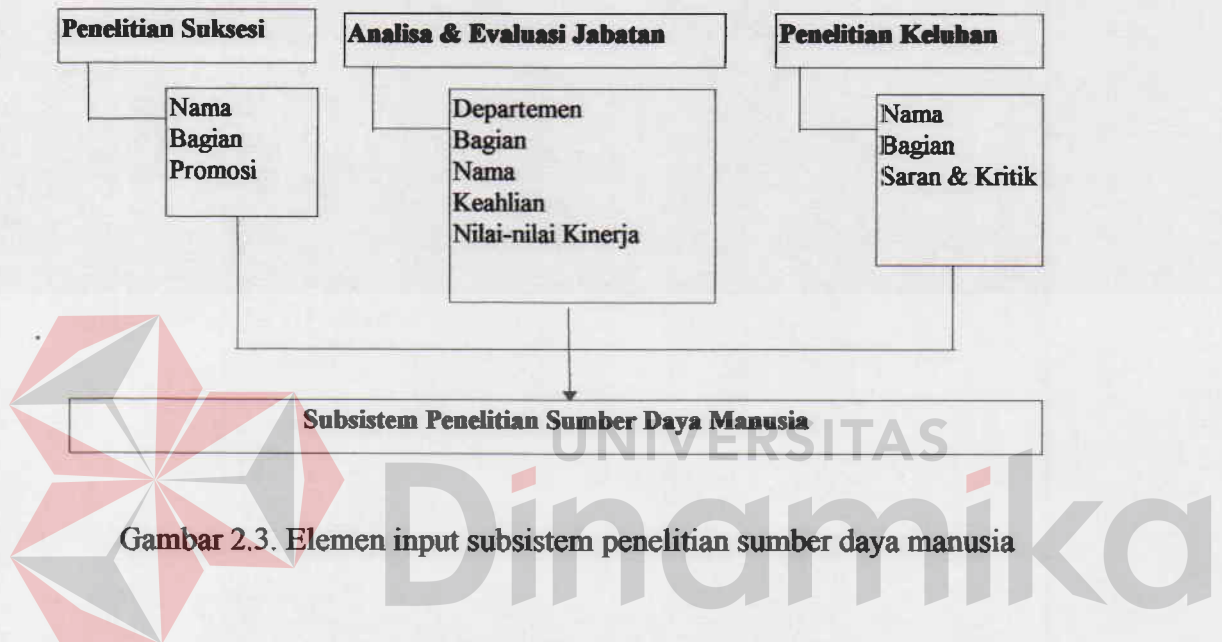 Penelitian Suksesi
Nama
Bagian
Promosi
Analisa & Evaluasi Jabatan
Departemen
Bagian
Nama
Keahlian
Nilai-nilai Kinerja
Penelitian Keluhan
Nama
Bagian
Saran & Kritik
Subsistem Penelitian Sumber Daya Manusia
UNIVERSITAS
Dinamika
Gambar 2.3. Elemen input subsistem penelitian sumber daya manusia